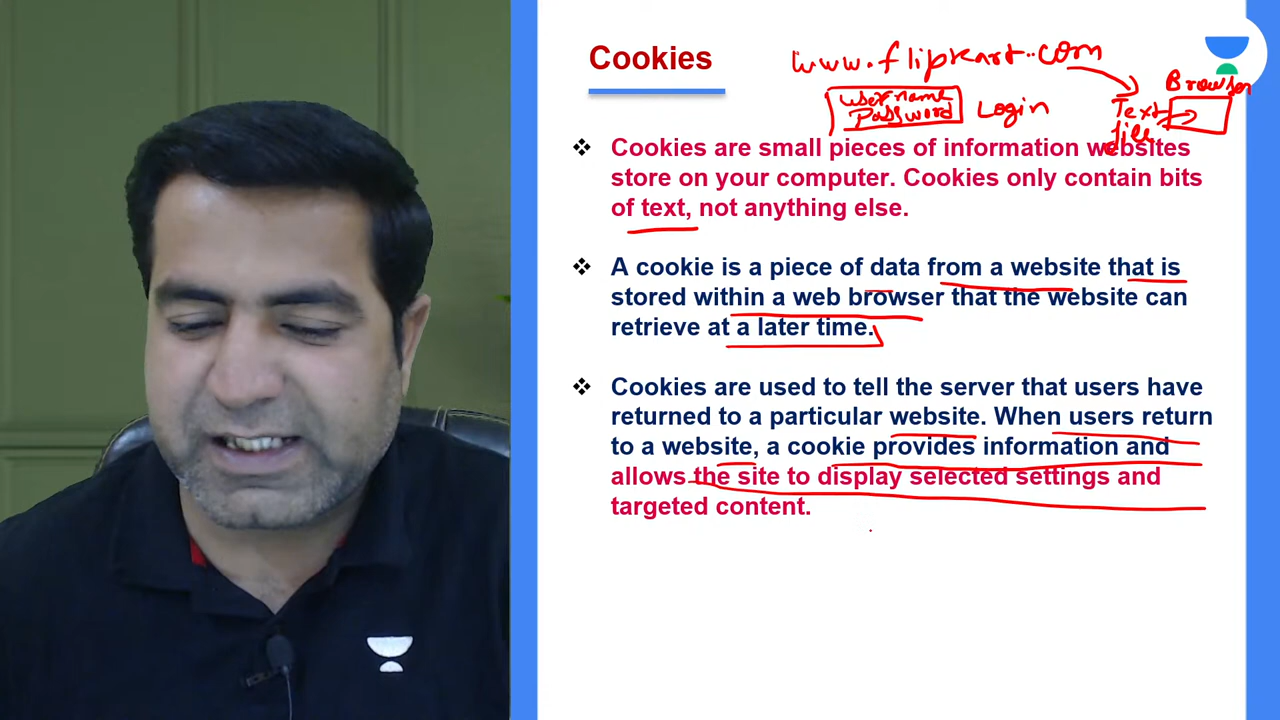 Cookies
www.flipkart.com
Browser
username
Password
Login
Text
file
❖ Cookies are small pieces of information websites
store on your computer. Cookies only contain bits
of text, not anything else.
❖ A cookie is a piece of data from a website that is
stored within a web browser that the website can
retrieve at a later time.
❖ Cookies are used to tell the server that users have
returned to a particular website. When users return
to a website, a cookie provides information and
allows the site to display selected settings and
targeted content.